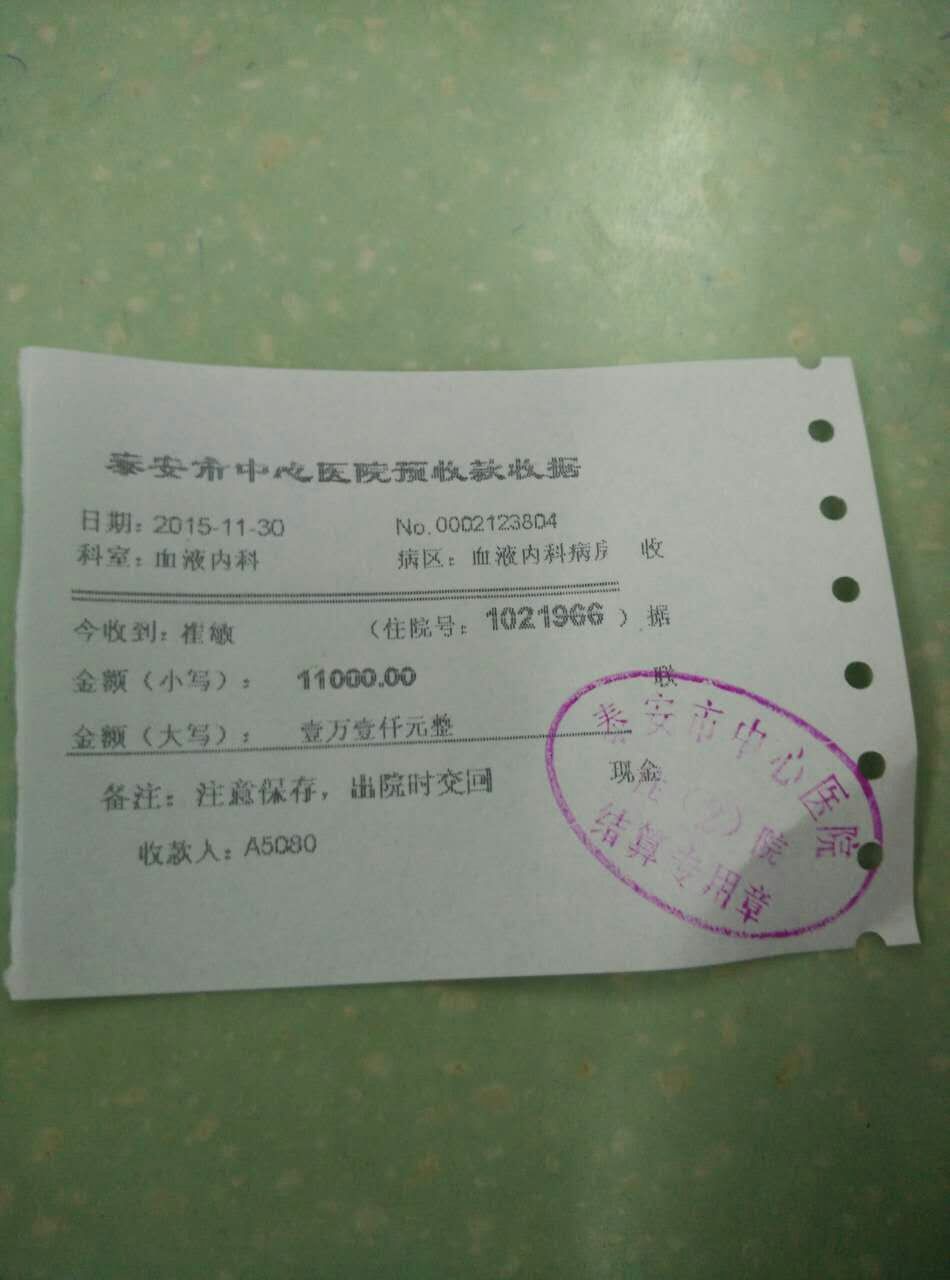 泰安市中心医院预收款收据
日期：2015-11-30 No.0002123804
科室：血液内科 病区：血液内科病房 收
今收到：崔敏 （住院号：1021966 ）据
金额（小写）： 11000.00 联
金额（大写）： 壹万壹仟元整
现金
备注：注意保存，出院时交回
收款人：A5080
泰安市中心医院
住（2）院
结算专用章